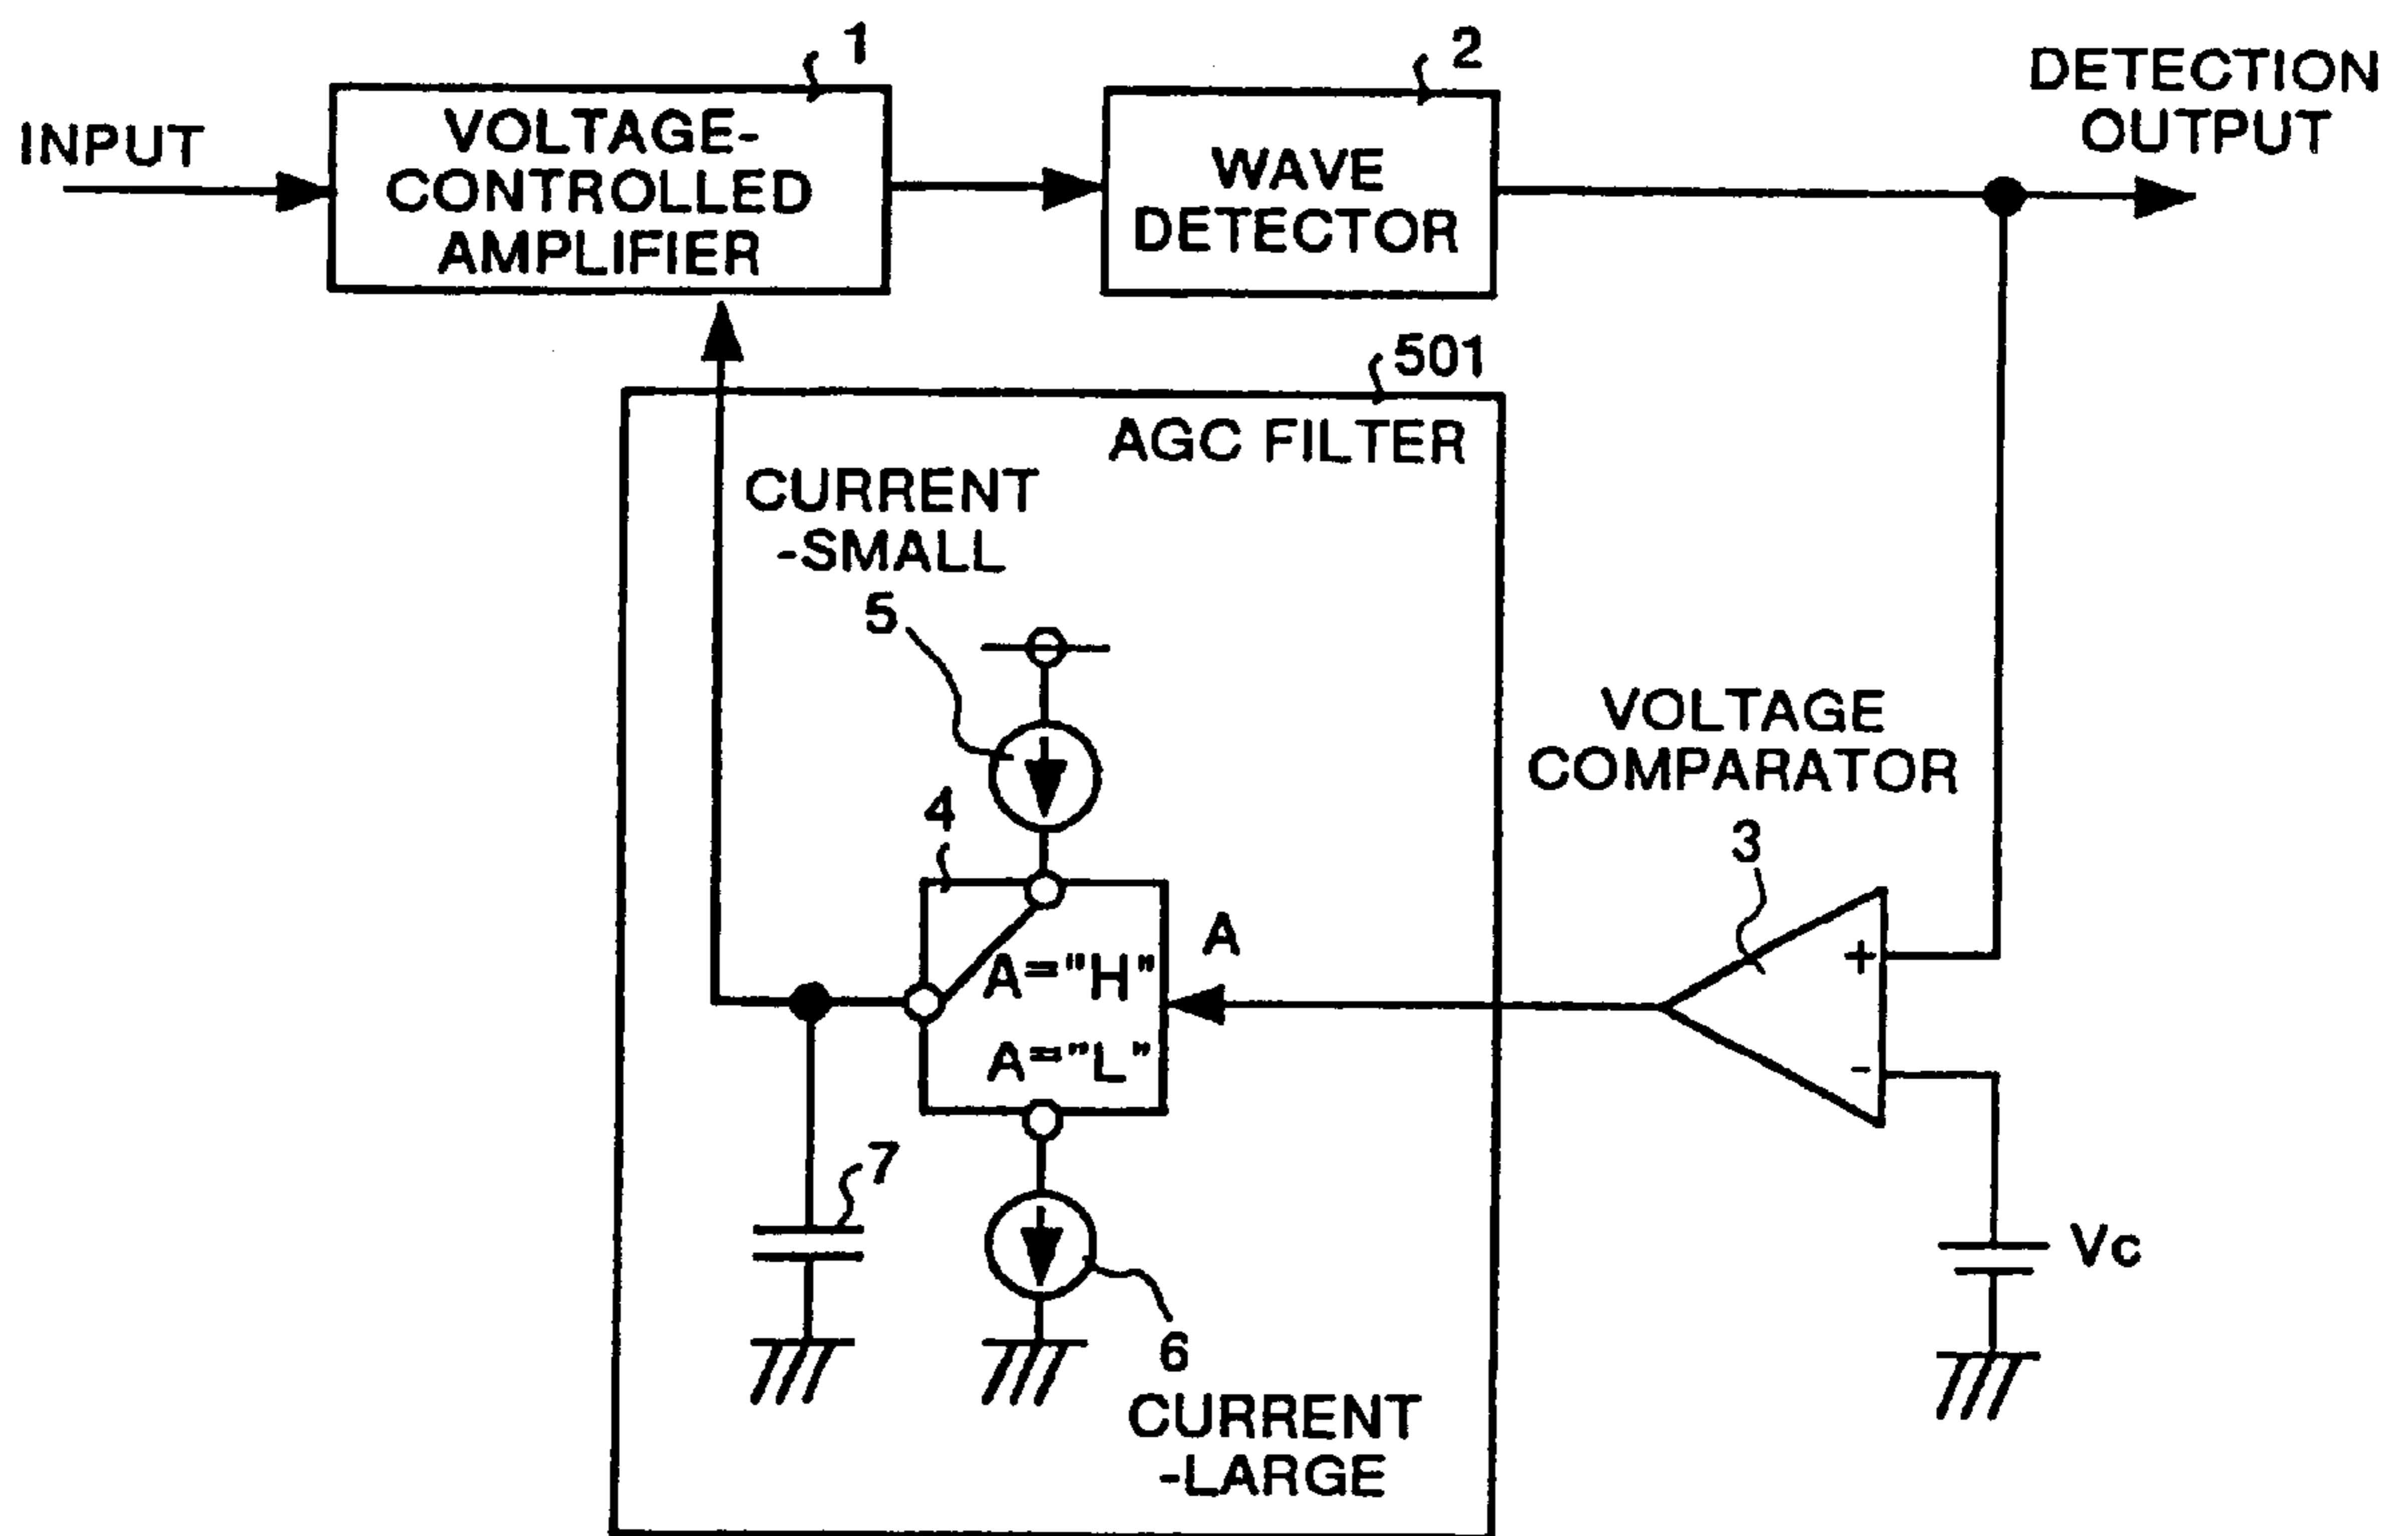 1
2
INPUT
VOLTAGE-
CONTROLLED
AMPLIFIER
WAVE
DETECTOR
DETECTION
OUTPUT
501
AGC FILTER
CURRENT
-SMALL
5
4
A="H"
A="L"
A
VOLTAGE
COMPARATOR
3
+
-
7
6
CURRENT
-LARGE
Vc